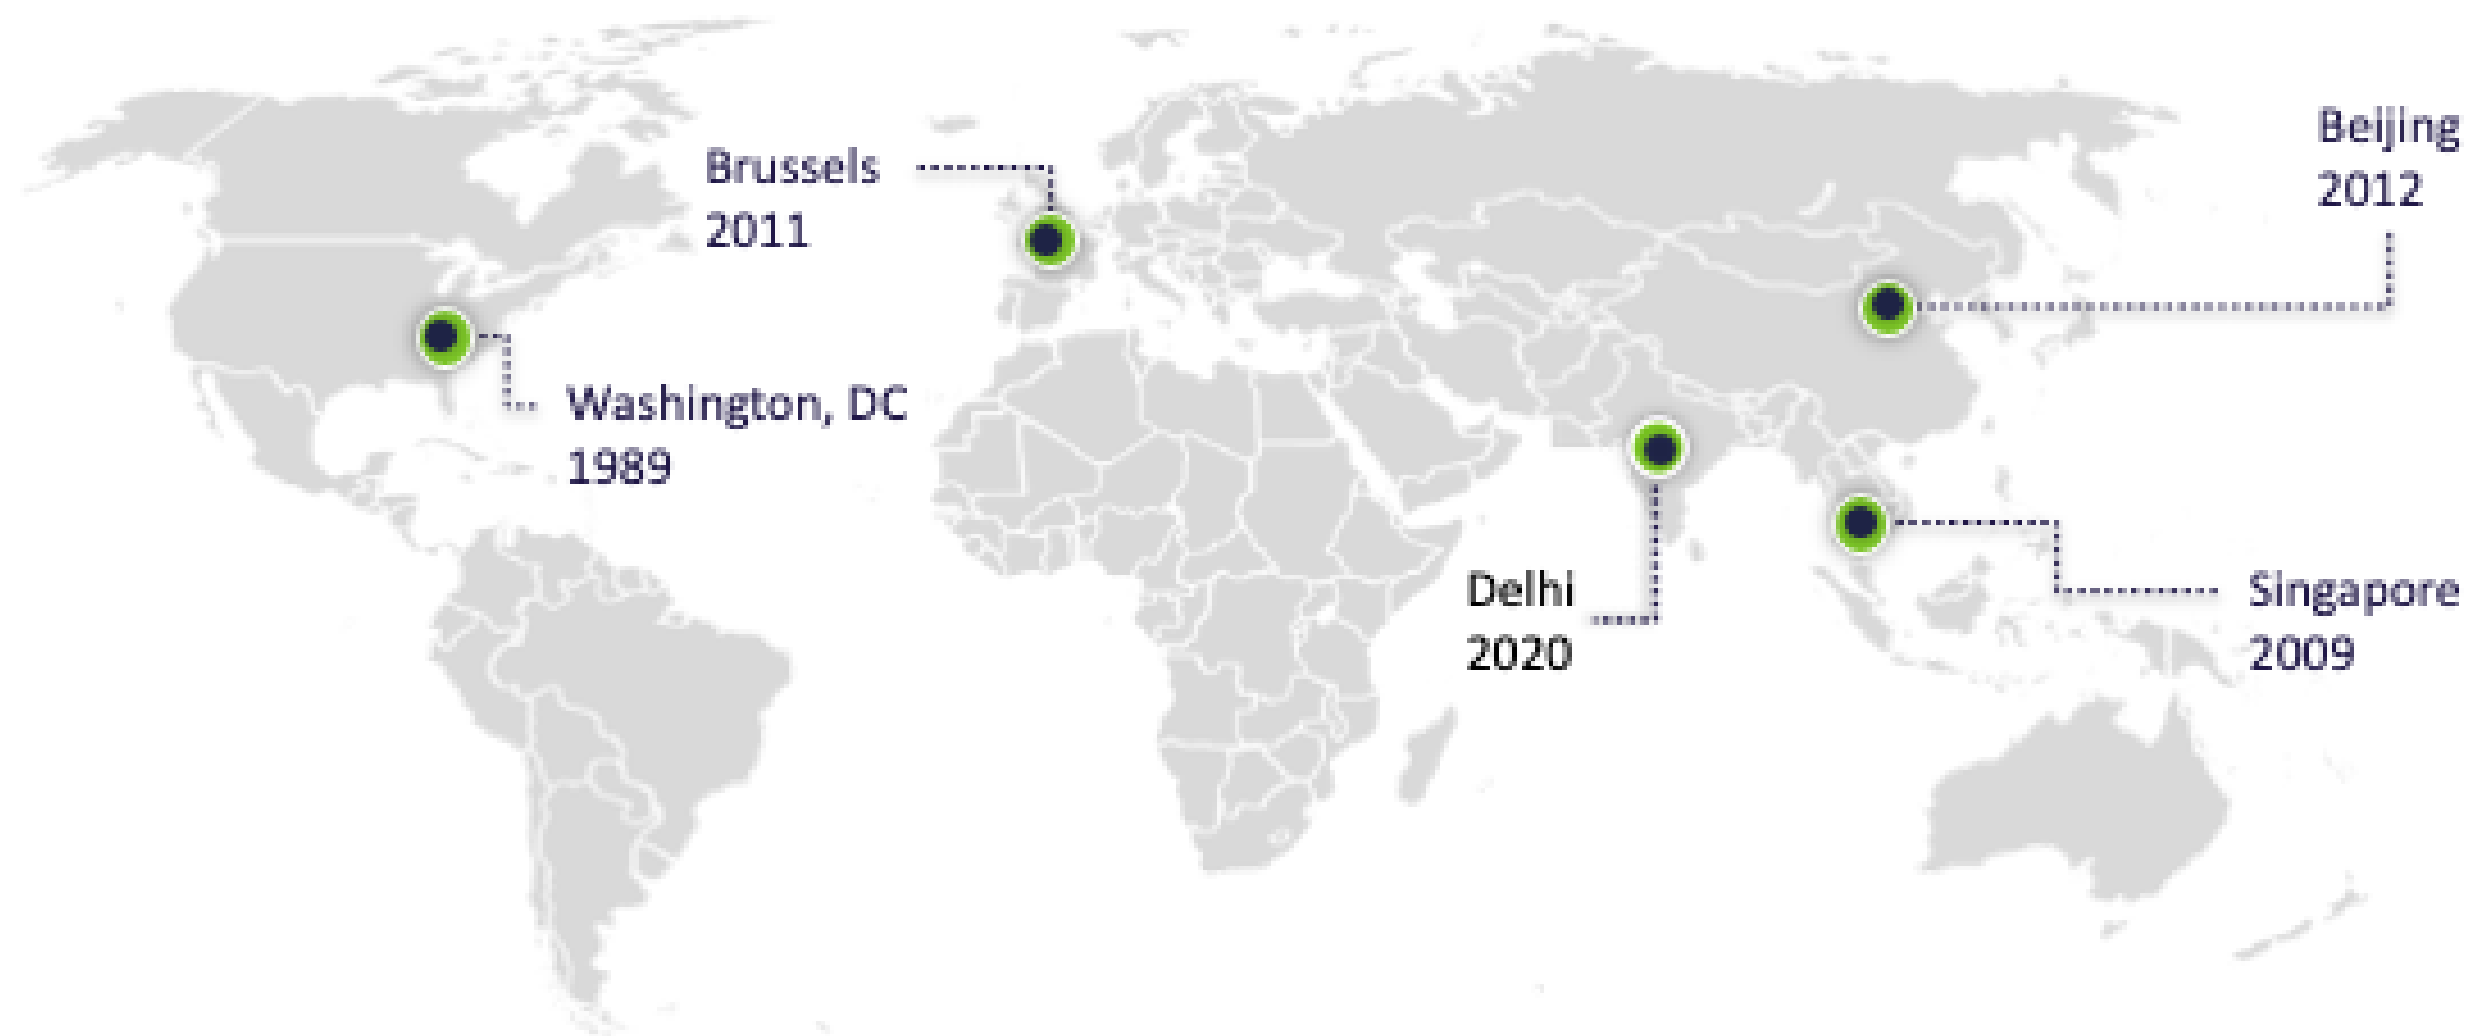 Brussels
2011
Beijing
2012
Washington, DC
1989
Delhi
2020
Singapore
2009